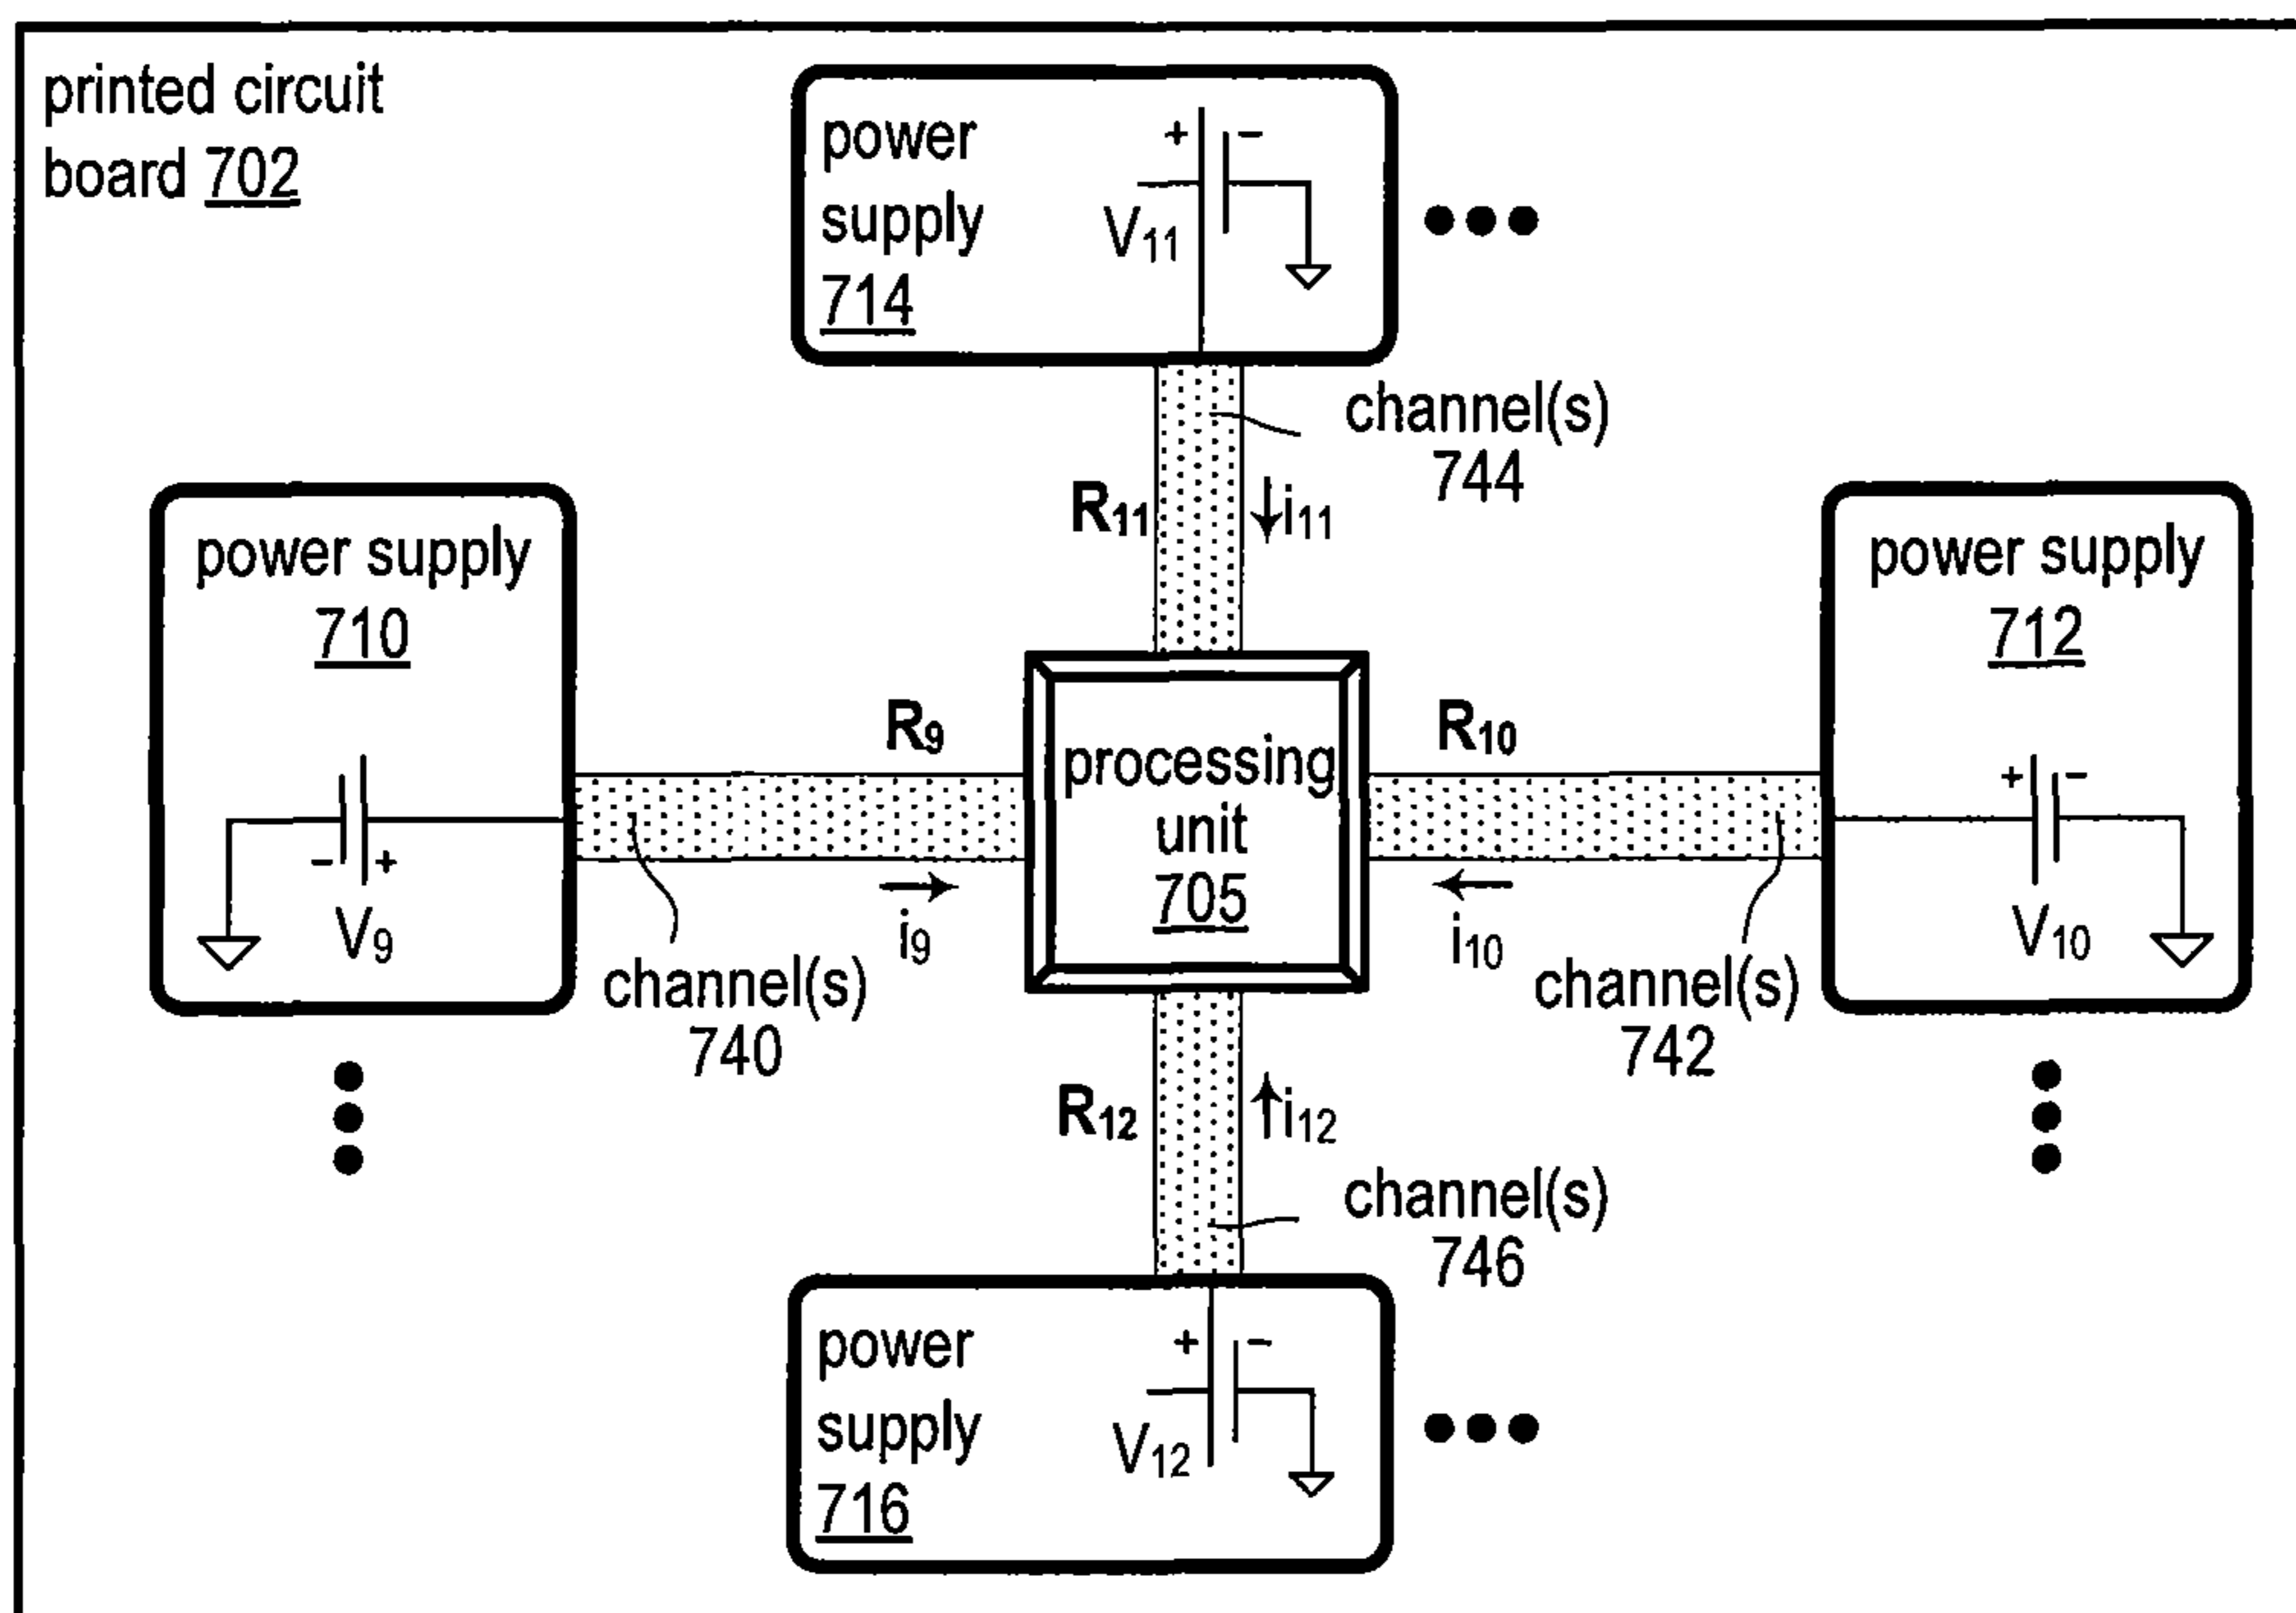 printed circuit
board 702
power
supply
714
+ -
V11
channel(s)
744
R11
i11
power supply
710
- +
V9
R9
i9
channel(s)
740
processing
unit
705
R10
i10
channel(s)
742
power supply
712
+ -
V10
R12
i12
channel(s)
746
power
supply
716
+ -
V12